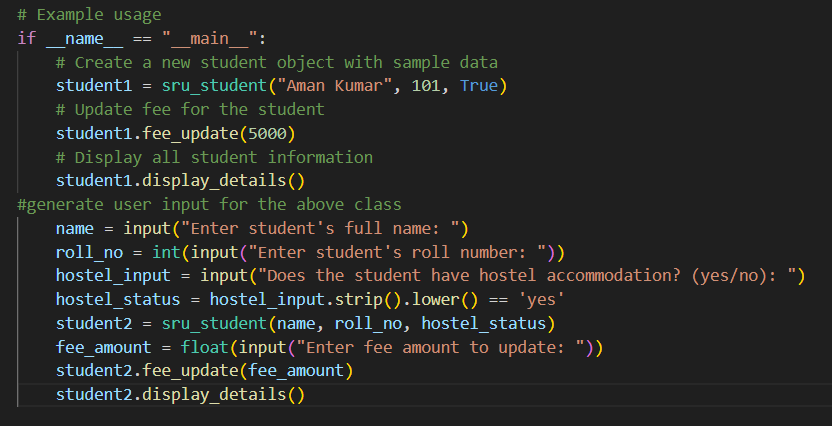 # Example usage
if __name__ == "__main__":
    # Create a new student object with sample data
    student1 = sru_student("Aman Kumar", 101, True)
    # Update fee for the student
    student1.fee_update(5000)
    # Display all student information
    student1.display_details()
#generate user input for the above class
    name = input("Enter student's full name: ")
    roll_no = int(input("Enter student's roll number: "))
    hostel_input = input("Does the student have hostel accommodation? (yes/no): ")
    hostel_status = hostel_input.strip().lower() == 'yes'
    student2 = sru_student(name, roll_no, hostel_status)
    fee_amount = float(input("Enter fee amount to update: "))
    student2.fee_update(fee_amount)
    student2.display_details()